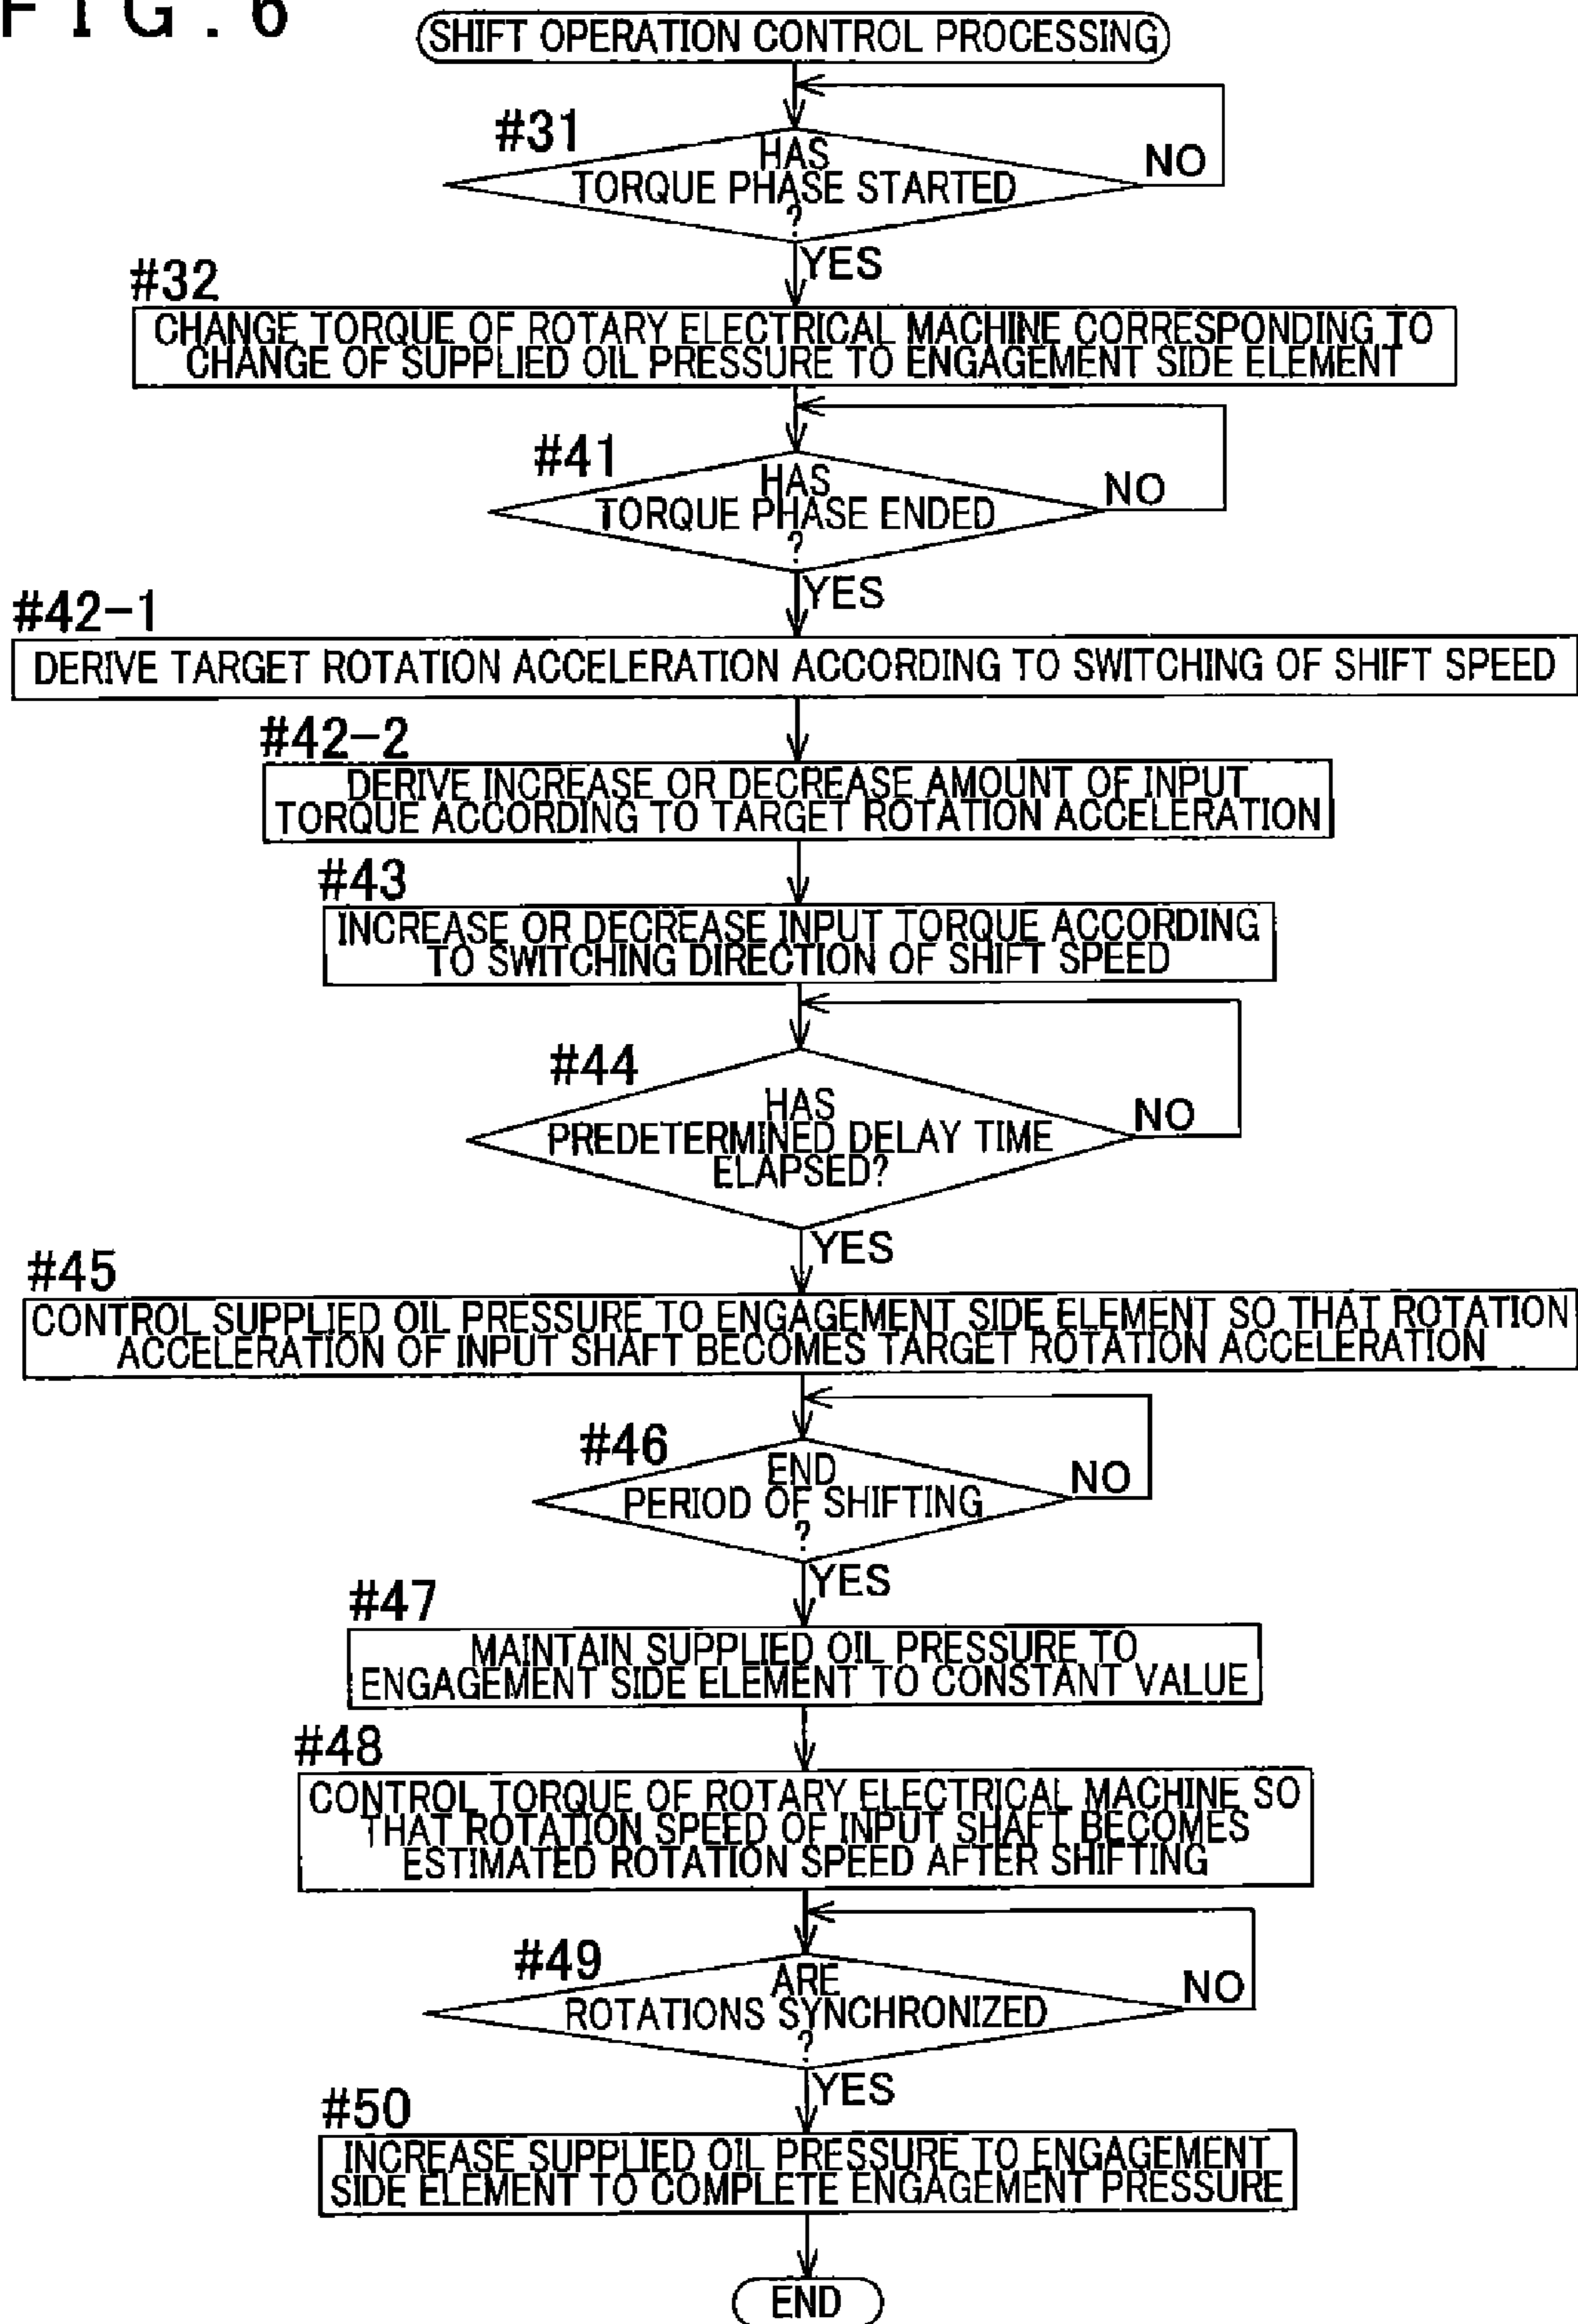 FIG. 6
SHIFT OPERATION CONTROL PROCESSING
#31
HAS
TORQUE PHASE STARTED
?
NO
YES
#32
CHANGE TORQUE OF ROTARY ELECTRICAL MACHINE CORRESPONDING TO
CHANGE OF SUPPLIED OIL PRESSURE TO ENGAGEMENT SIDE ELEMENT
#41
HAS
TORQUE PHASE ENDED
?
NO
YES
#42-1
DERIVE TARGET ROTATION ACCELERATION ACCORDING TO SWITCHING OF SHIFT SPEED
#42-2
DERIVE INCREASE OR DECREASE AMOUNT OF INPUT
TORQUE ACCORDING TO TARGET ROTATION ACCELERATION
#43
INCREASE OR DECREASE INPUT TORQUE ACCORDING
TO SWITCHING DIRECTION OF SHIFT SPEED
#44
HAS
PREDETERMINED DELAY TIME
ELAPSED?
NO
YES
#45
CONTROL SUPPLIED OIL PRESSURE TO ENGAGEMENT SIDE ELEMENT SO THAT ROTATION
ACCELERATION OF INPUT SHAFT BECOMES TARGET ROTATION ACCELERATION
#46
END
PERIOD OF SHIFTING
?
NO
YES
#47
MAINTAIN SUPPLIED OIL PRESSURE TO
ENGAGEMENT SIDE ELEMENT TO CONSTANT VALUE
#48
CONTROL TORQUE OF ROTARY ELECTRICAL MACHINE SO
THAT ROTATION SPEED OF INPUT SHAFT BECOMES
ESTIMATED ROTATION SPEED AFTER SHIFTING
#49
ARE
ROTATIONS SYNCHRONIZED
?
NO
YES
#50
INCREASE SUPPLIED OIL PRESSURE TO ENGAGEMENT
SIDE ELEMENT TO COMPLETE ENGAGEMENT PRESSURE
END